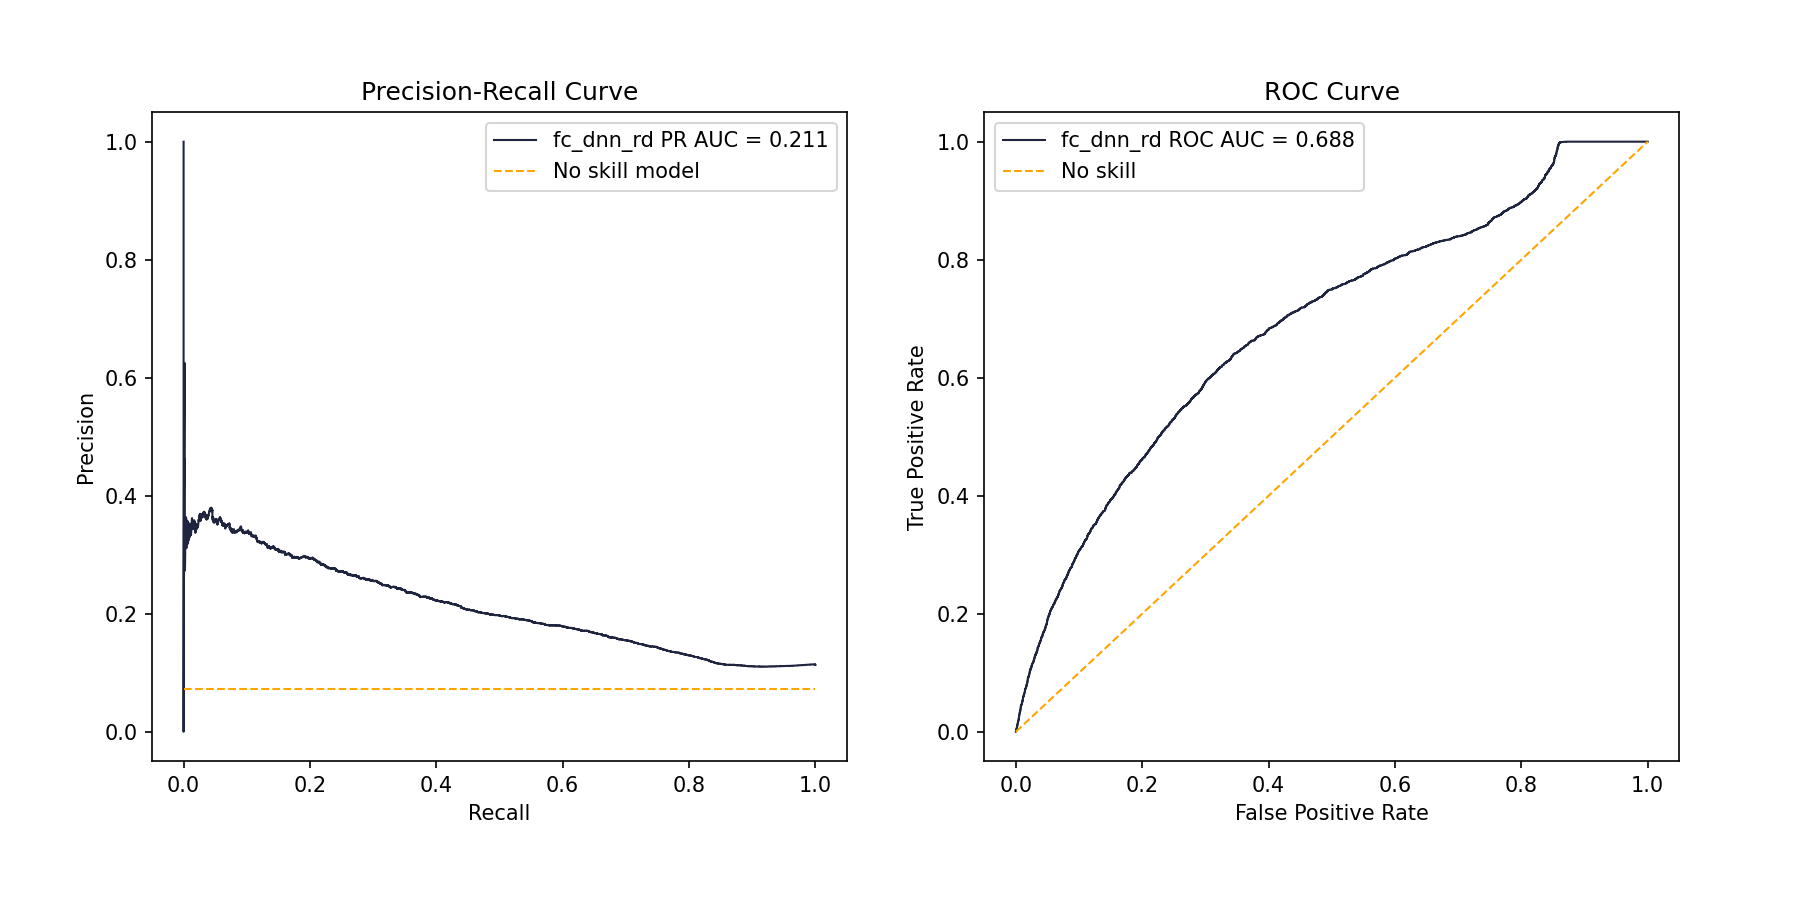 Precision-Recall Curve
fc_dnn_rd PR AUC = 0.211
No skill model
1.0
0.8
0.6
0.4
0.2
0.0
Precision
0.0 0.2 0.4 0.6 0.8 1.0
Recall
ROC Curve
fc_dnn_rd ROC AUC = 0.688
No skill
1.0
0.8
0.6
0.4
0.2
0.0
True Positive Rate
0.0 0.2 0.4 0.6 0.8 1.0
False Positive Rate